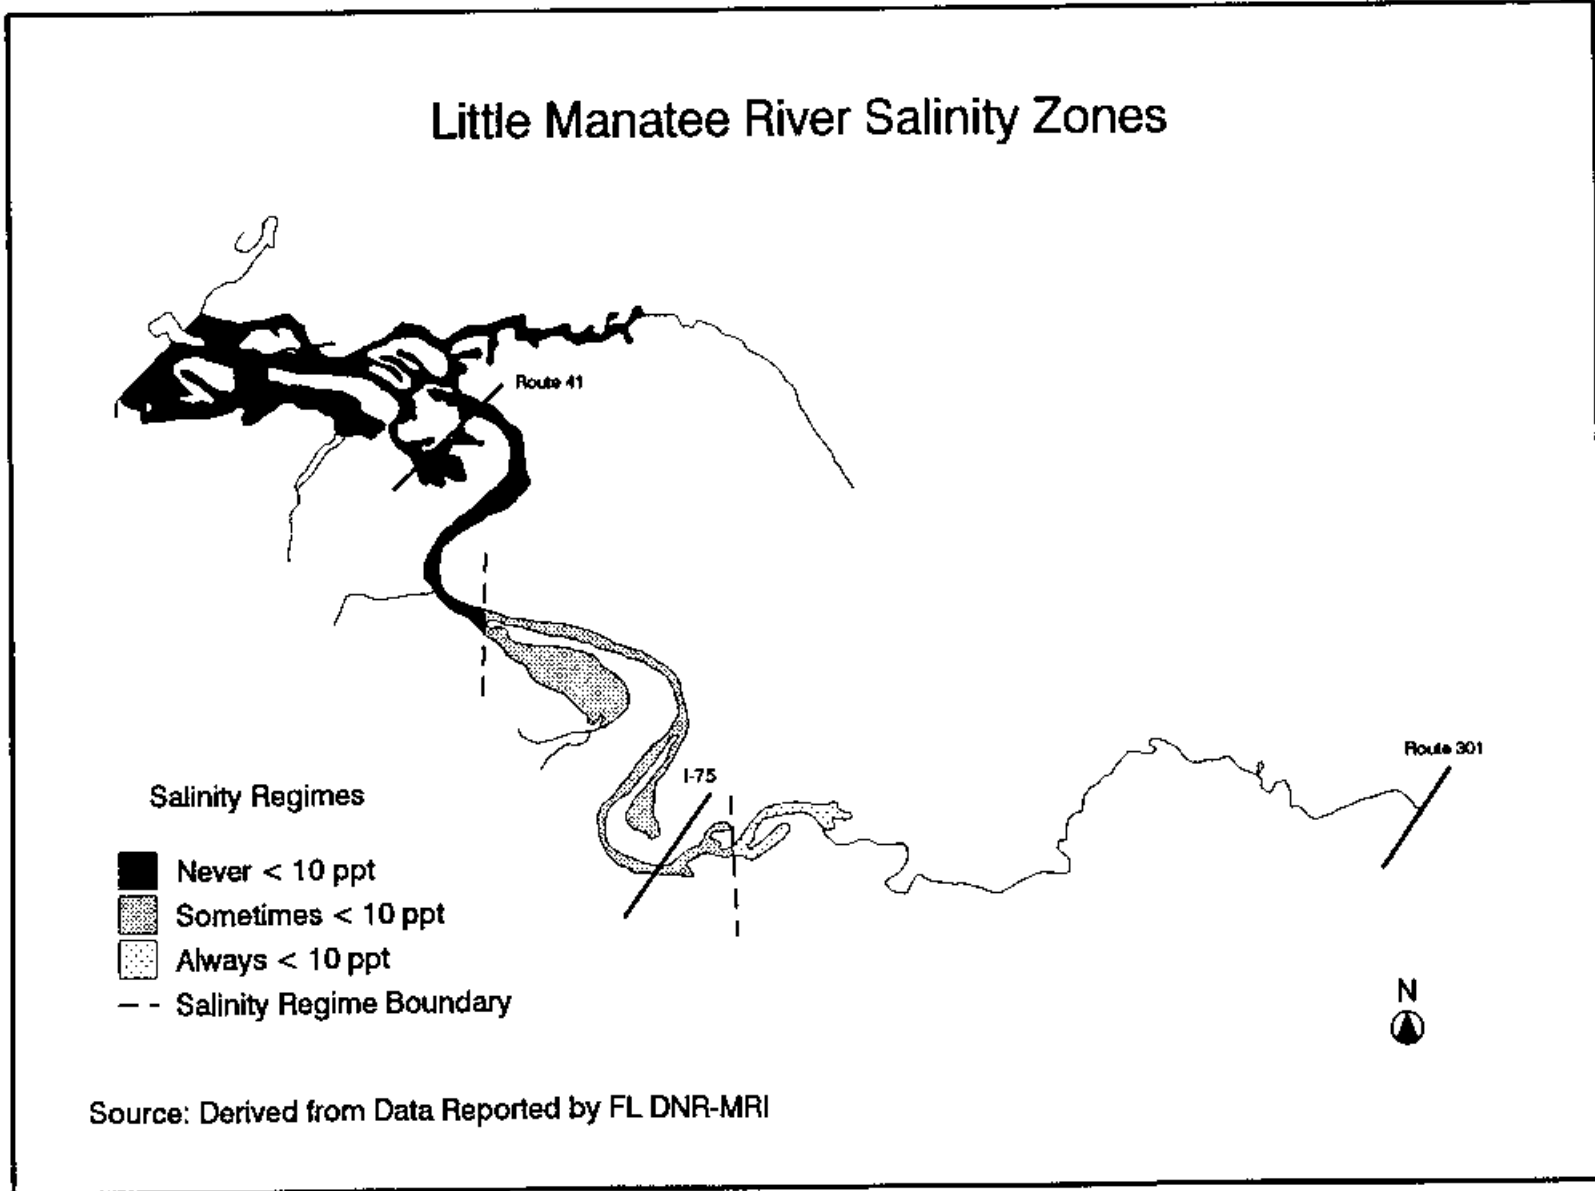 Little Manatee River Salinity Zones
Route 41
I-75
Route 301
Salinity Regimes
Never < 10 ppt
Sometimes < 10 ppt
Always < 10 ppt
Salinity Regime Boundary
N
Source: Derived from Data Reported by FL DNR-MRI